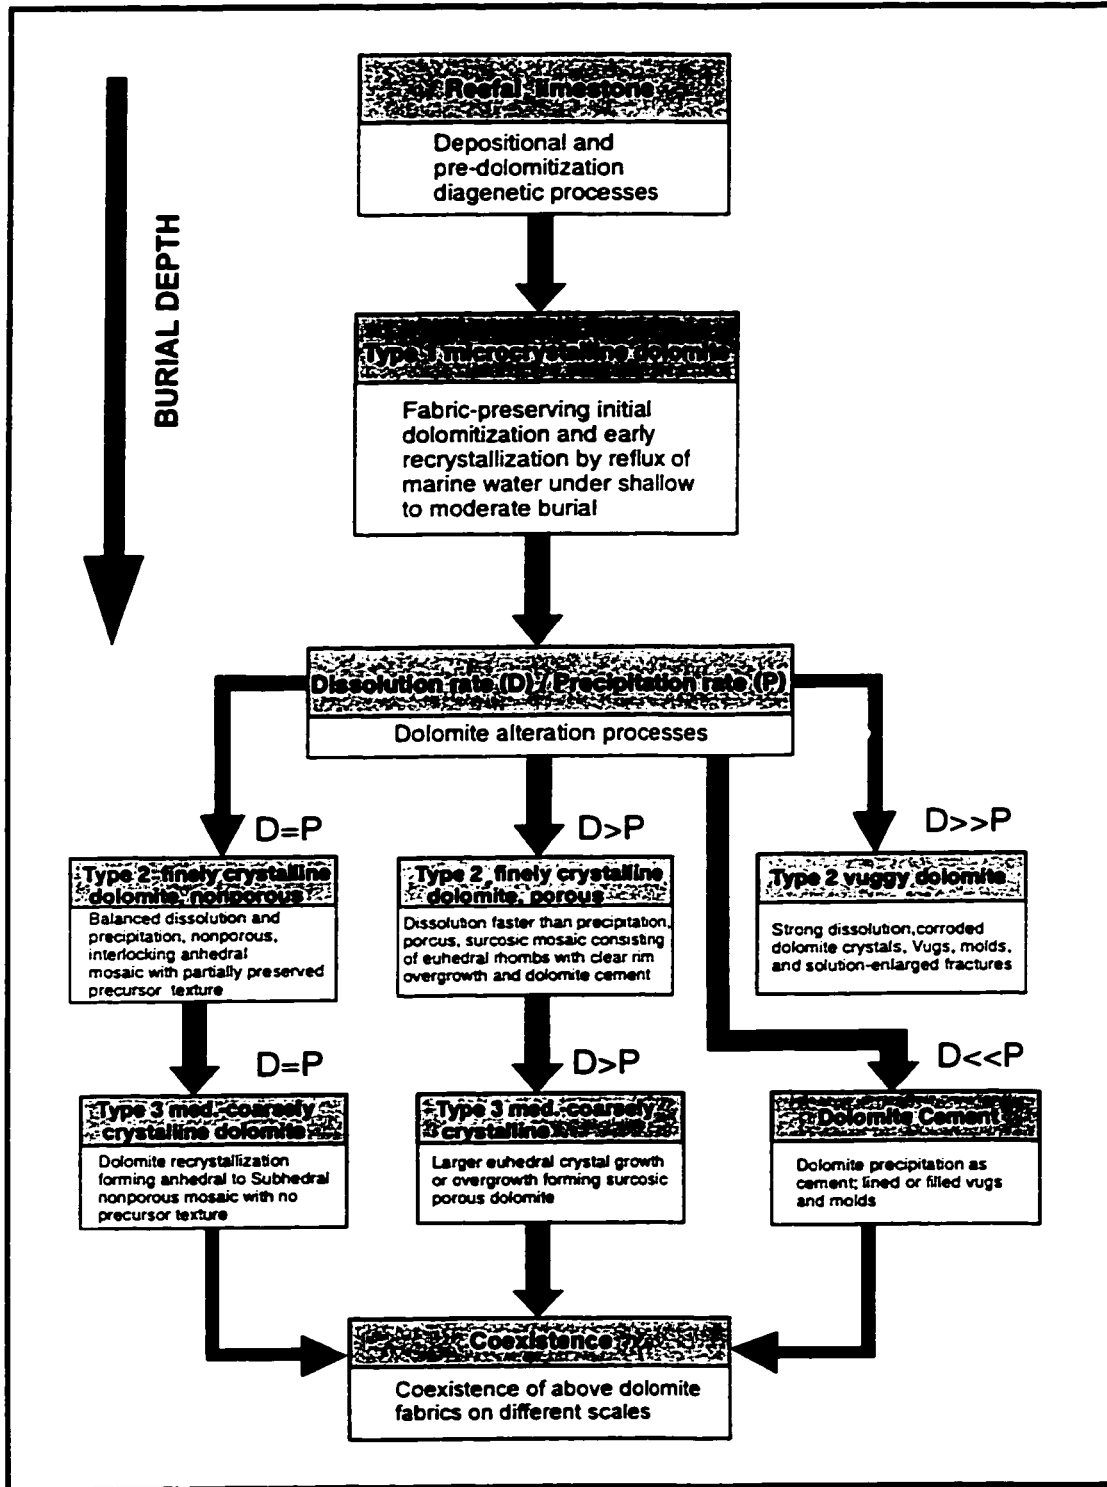 BURIAL DEPTH
Reefal limestone
Depositional and
pre-dolomitization
diagenetic processes
Type 1 microcrystalline dolomite
Fabric-preserving initial
dolomitization and early
recrystallization by reflux of
marine water under shallow
to moderate burial
Dissolution rate (D) / Precipitation rate (P)
Dolomite alteration processes
D=P
D>P
D>>P
Type 2 finely crystalline
dolomite, nonporous
Balanced dissolution and
precipitation, nonporous,
interlocking anhedral
mosaic with partially preserved
precursor texture
Type 2 finely crystalline
dolomite, porous
Dissolution faster than precipitation,
porcus, surcosic mosaic consisting
of euhedral rhombs with clear rim
overgrowth and dolomite cement
Type 2 vuggy dolomite
Strong dissolution, corroded
dolomite crystals, Vugs, molds,
and solution-enlarged fractures
D=P
D>P
D<<P
Type 3 med.-coarsely
crystalline dolomite
Dolomite recrystallization
forming anhedral to Subhedral
nonporous mosaic with no
precursor texture
Type 3 med.-coarsely
crystalline
Larger euhedral crystal growth
or overgrowth forming surcosic
porous dolomite
Dolomite Cement
Dolomite precipitation as
cement; lined or filled vugs
and molds
Coexistence
Coexistence of above dolomite
fabrics on different scales